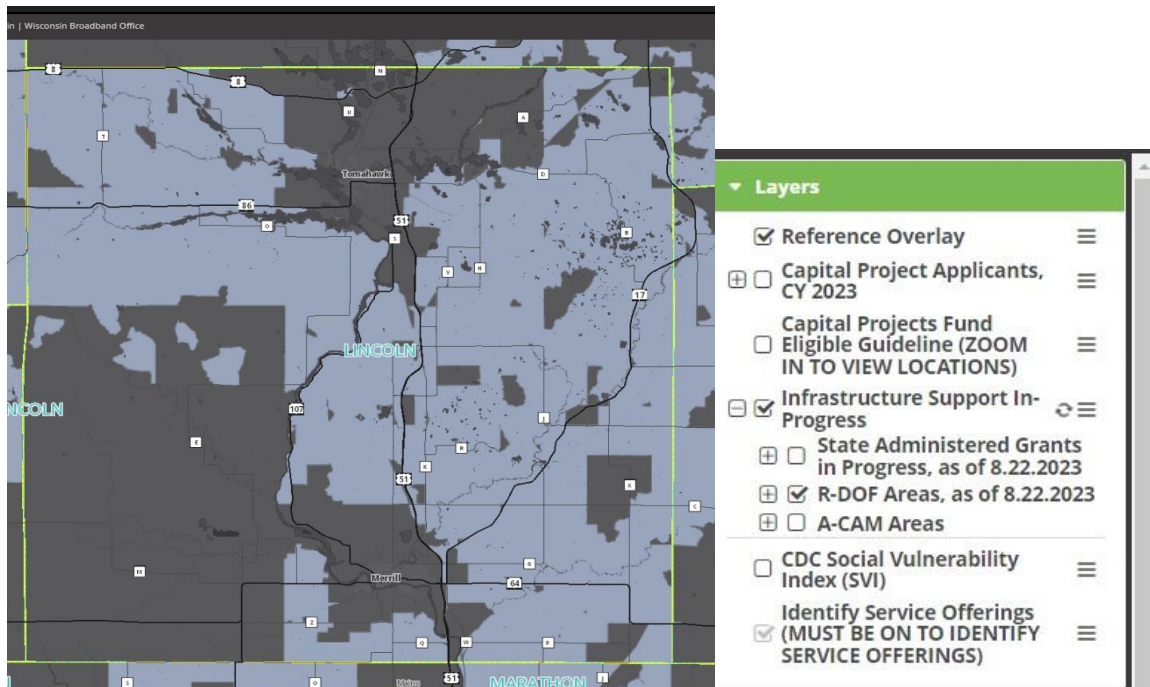 in | Wisconsin Broadband Office
8
N
8
U
A
T
Tomahawk
D
86
O
51
S
B
V
H
17
LINCOLN
NCOLN
107
J
E
R
K
51
X
C
M
G
Merrill
64
Z
Q
W
P
S
O
Maine
51
MARATHON
J
Layers
Reference Overlay
Capital Project Applicants,
CY 2023
Capital Projects Fund
Eligible Guideline (ZOOM
IN TO VIEW LOCATIONS)
Infrastructure Support In-
Progress
State Administered Grants
in Progress, as of 8.22.2023
R-DOF Areas, as of 8.22.2023
A-CAM Areas
CDC Social Vulnerability
Index (SVI)
Identify Service Offerings
(MUST BE ON TO IDENTIFY
SERVICE OFFERINGS)